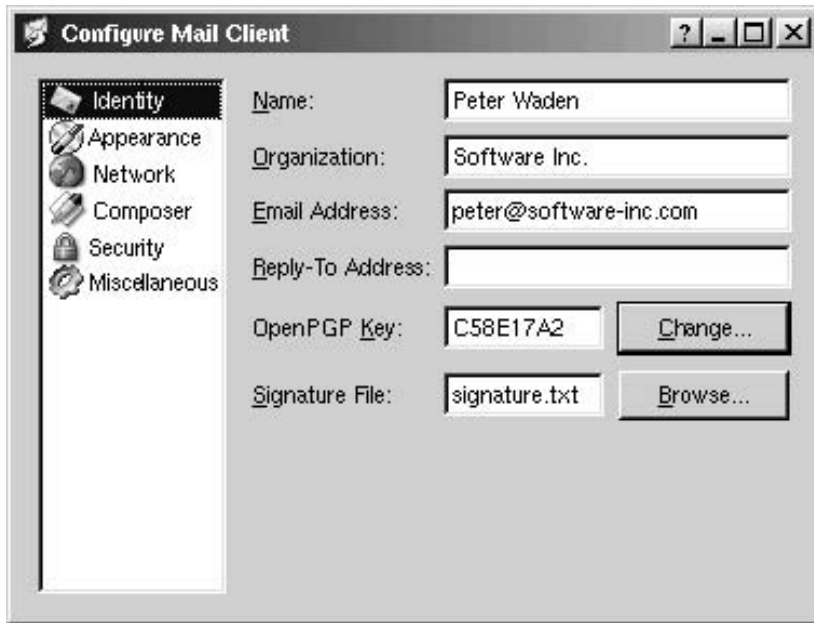 Configure Mail Client
?
Identity
Appearance
Network
Composer
Security
Miscellaneous
Name: Peter Waden
Organization: Software Inc.
Email Address: peter@software-inc.com
Reply-To Address:
OpenPGP Key: C58E17A2 Change...
Signature File: signature.txt Browse...